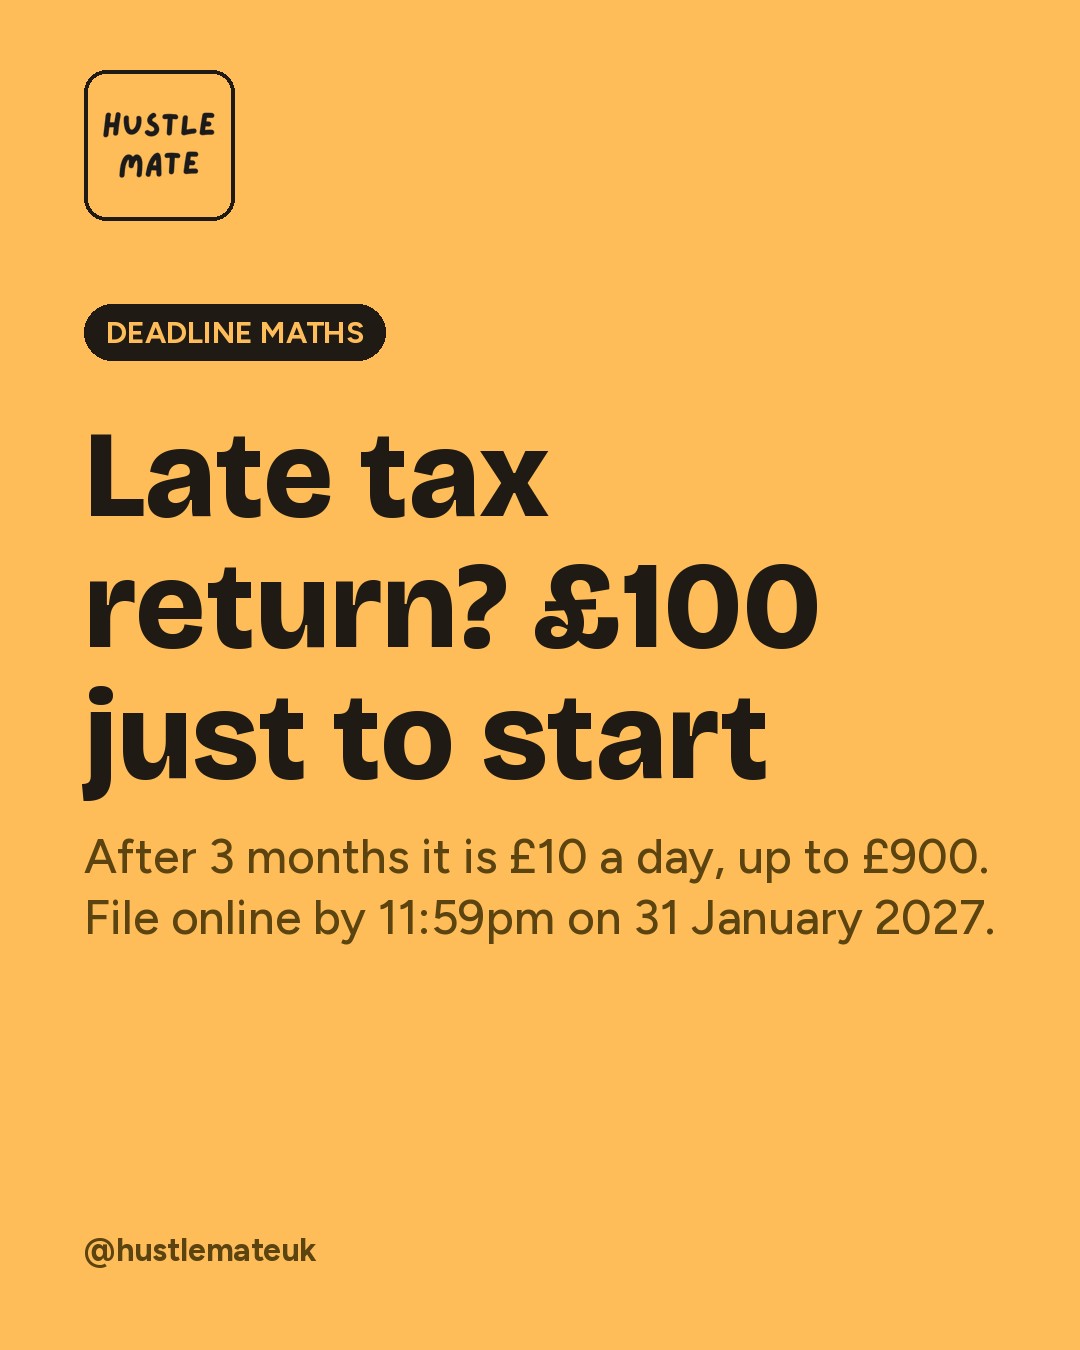 HUSTLE
MATE
DEADLINE MATHS
Late tax
return? £100
just to start
After 3 months it is £10 a day, up to £900.
File online by 11:59pm on 31 January 2027.
@hustlemateuk